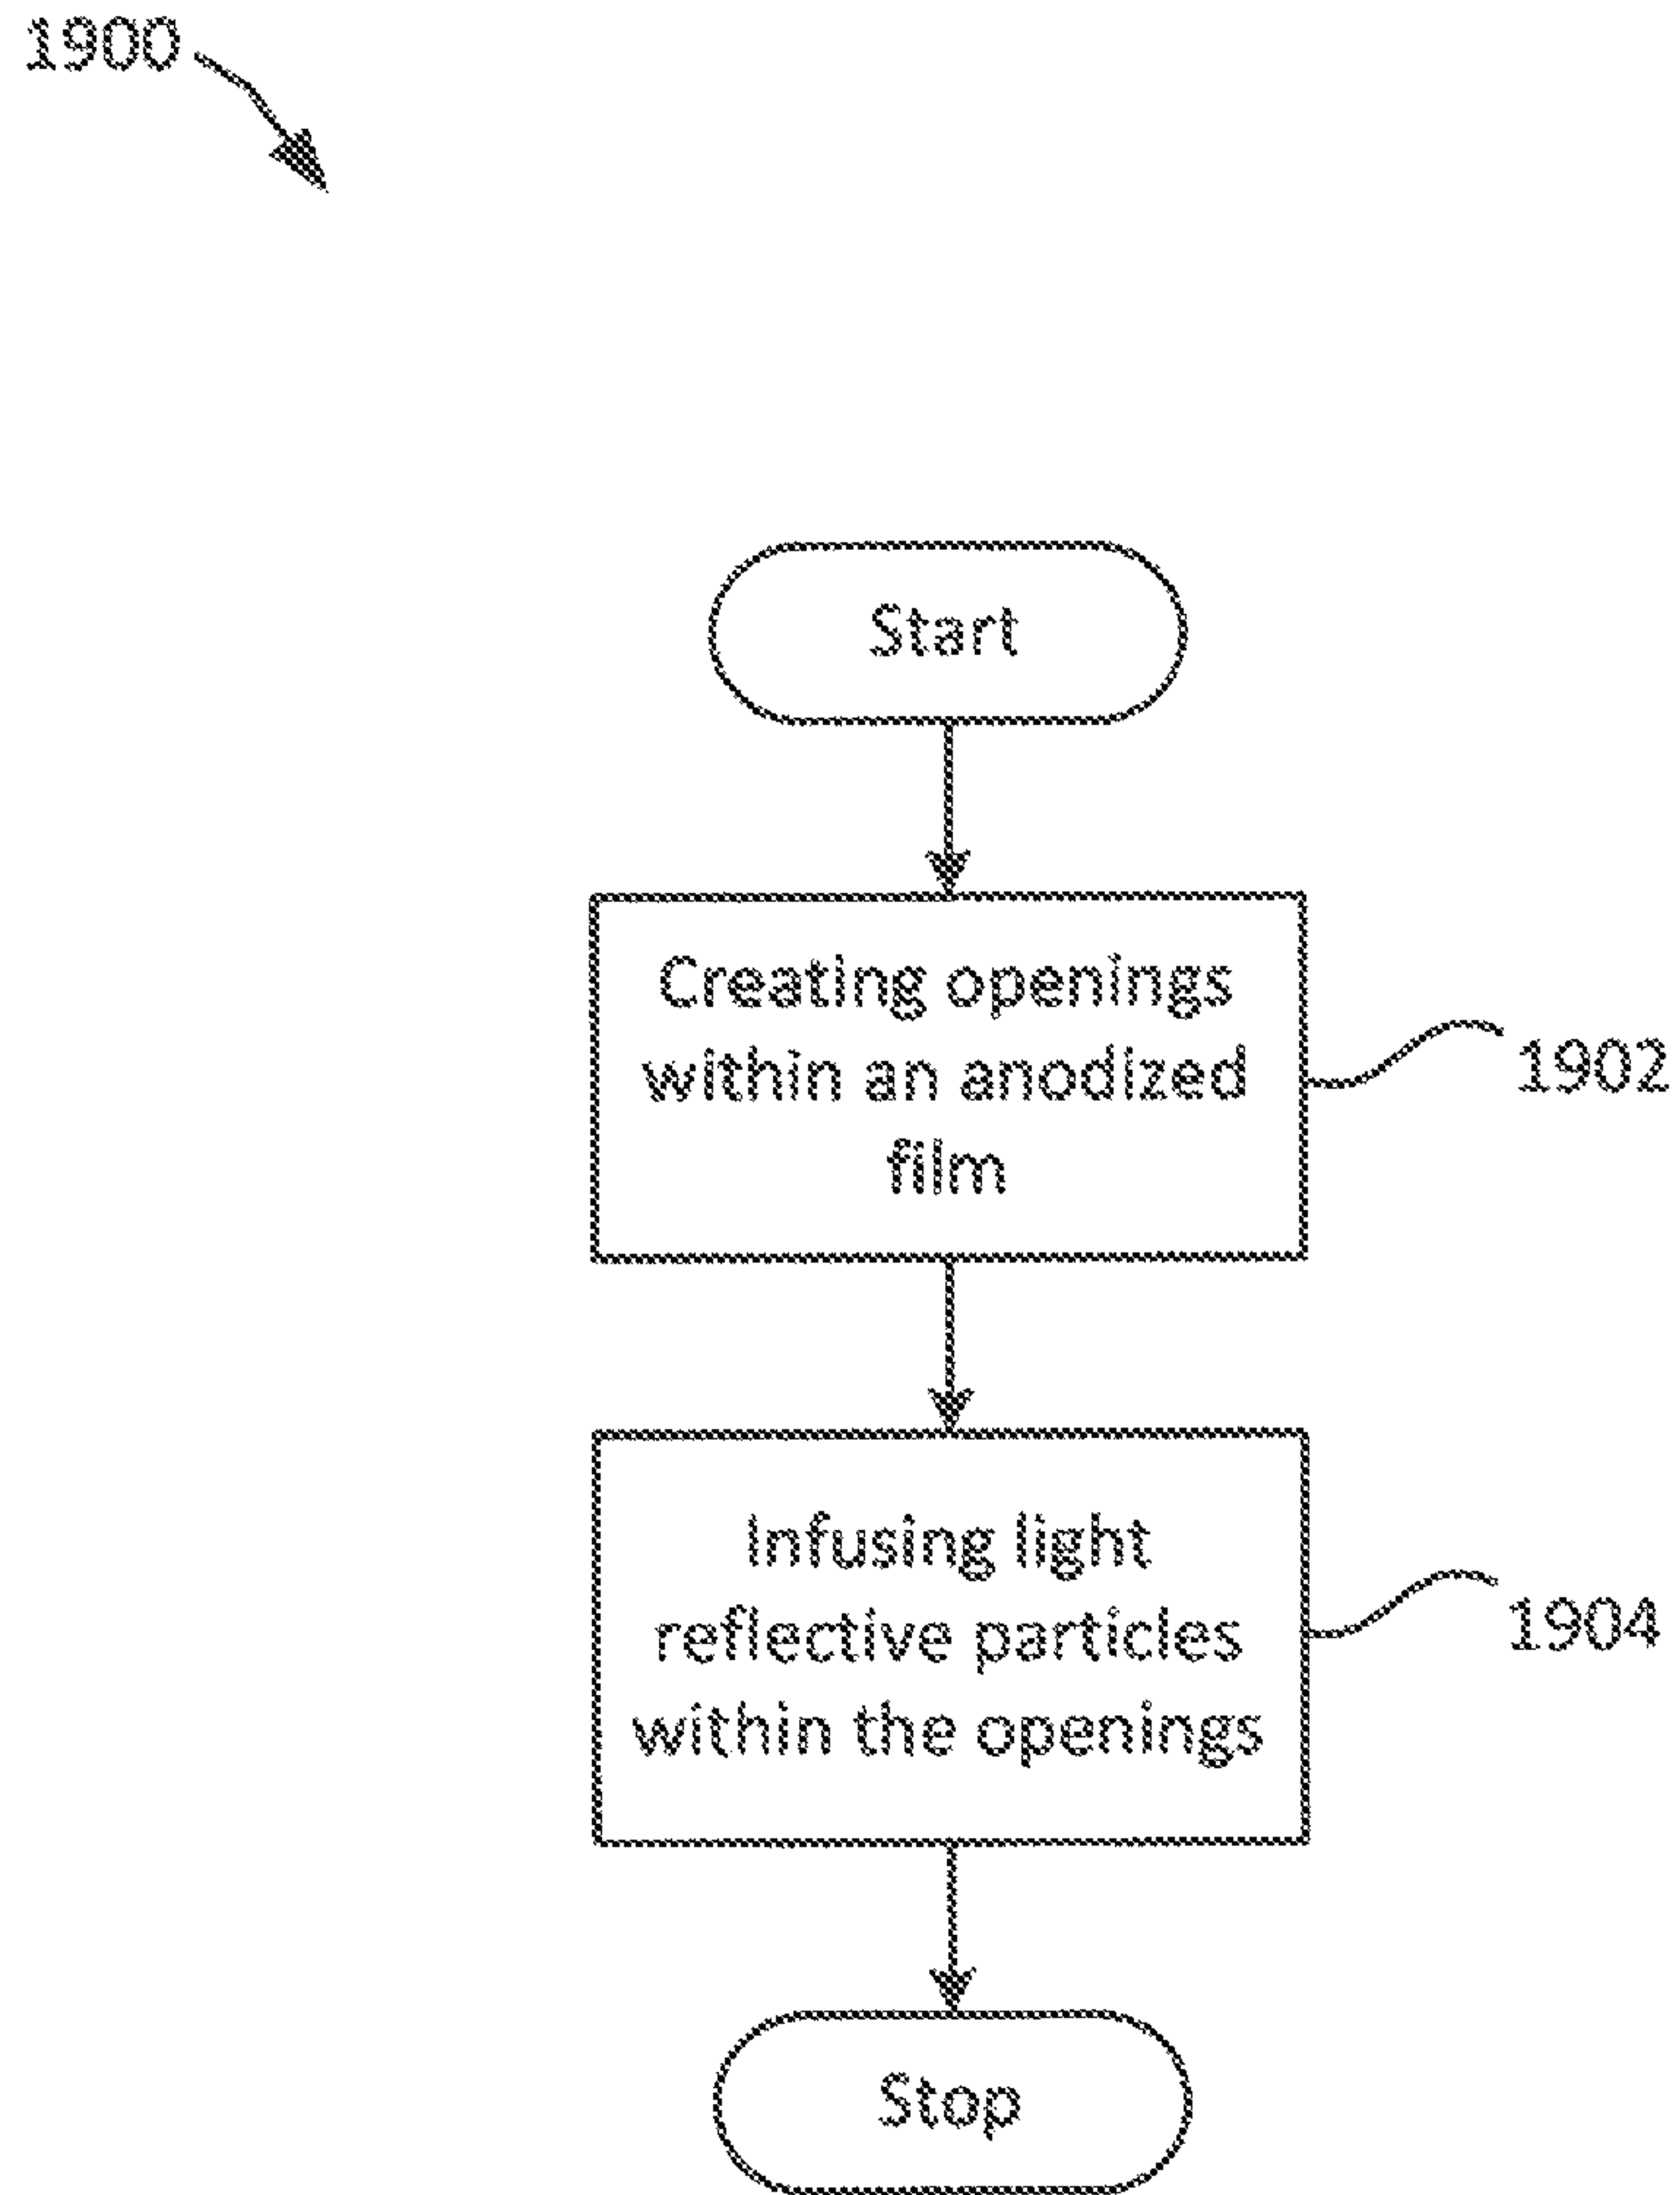 1900
Start
Creating openings
within an anodized
film
1902
Infusing light
reflective particles
within the openings
1904
Stop